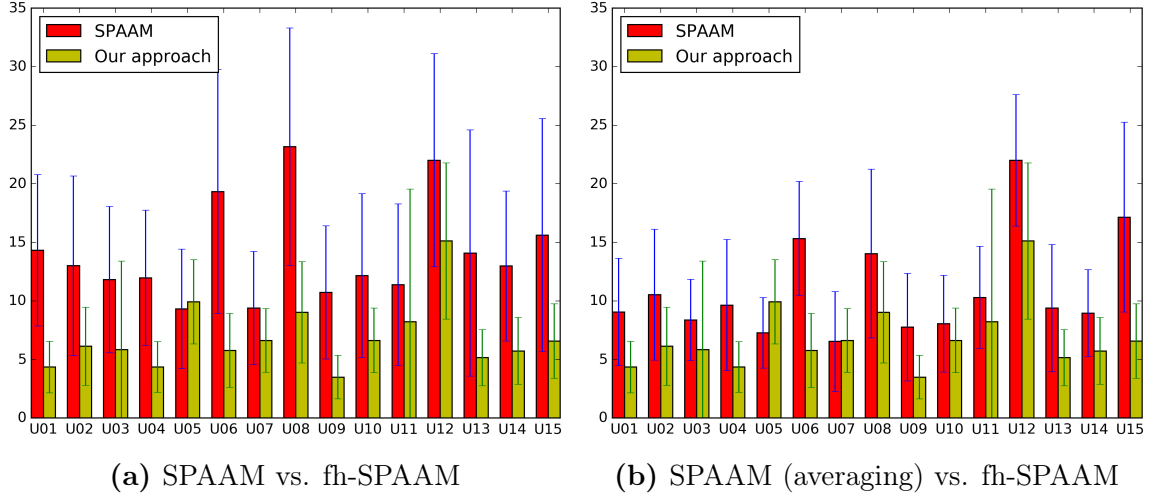 SPAAM
Our approach
35
30
25
20
15
10
5
0
U01 U02 U03 U04 U05 U06 U07 U08 U09 U10 U11 U12 U13 U14 U15
(a) SPAAM vs. fh-SPAAM
SPAAM
Our approach
35
30
25
20
15
10
5
0
U01 U02 U03 U04 U05 U06 U07 U08 U09 U10 U11 U12 U13 U14 U15
(b) SPAAM (averaging) vs. fh-SPAAM